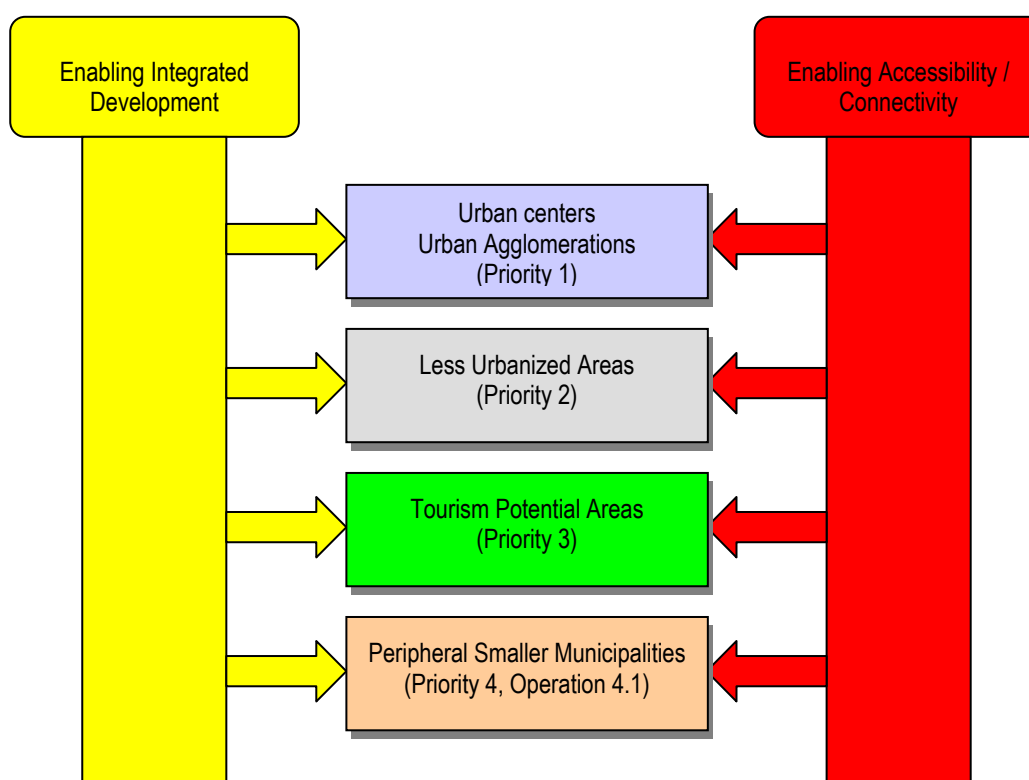 Enabling Integrated
Development
Enabling Accessibility /
Connectivity
Urban centers
Urban Agglomerations
(Priority 1)
Less Urbanized Areas
(Priority 2)
Tourism Potential Areas
(Priority 3)
Peripheral Smaller Municipalities
(Priority 4, Operation 4.1)